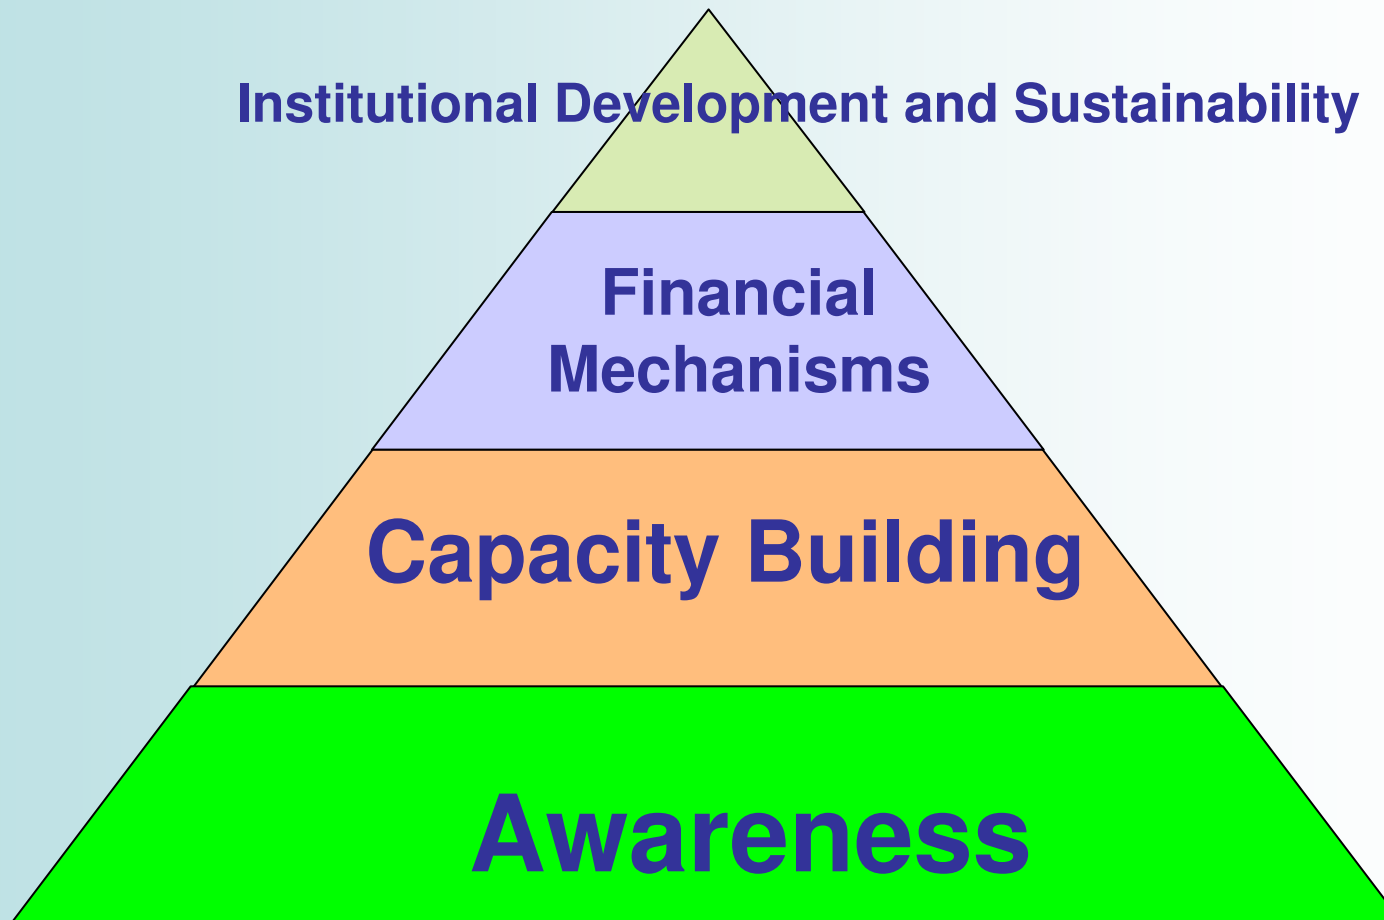 Institutional Development and Sustainability
Financial
Mechanisms
Capacity Building
Awareness